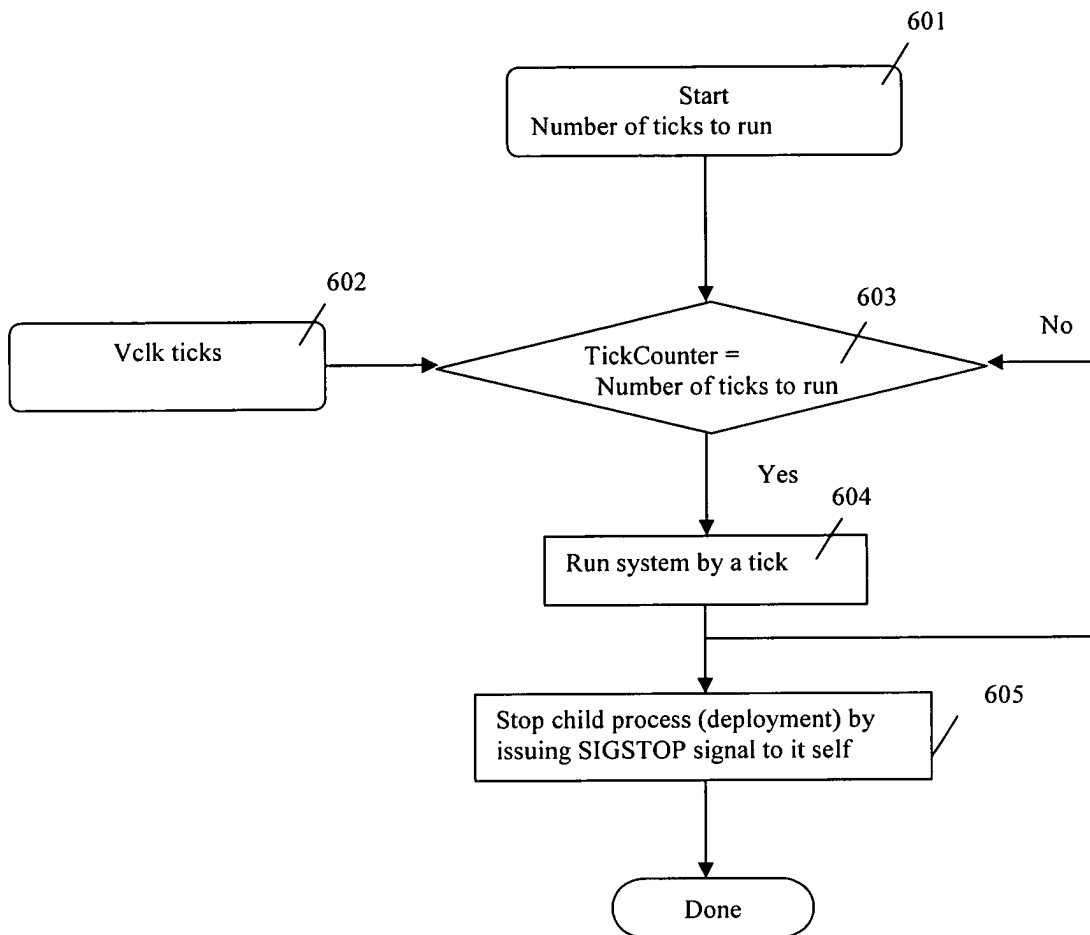 601
Start
Number of ticks to run
602
Vclk ticks
603
TickCounter =
Number of ticks to run
No
Yes
604
Run system by a tick
605
Stop child process (deployment) by
issuing SIGSTOP signal to it self
Done